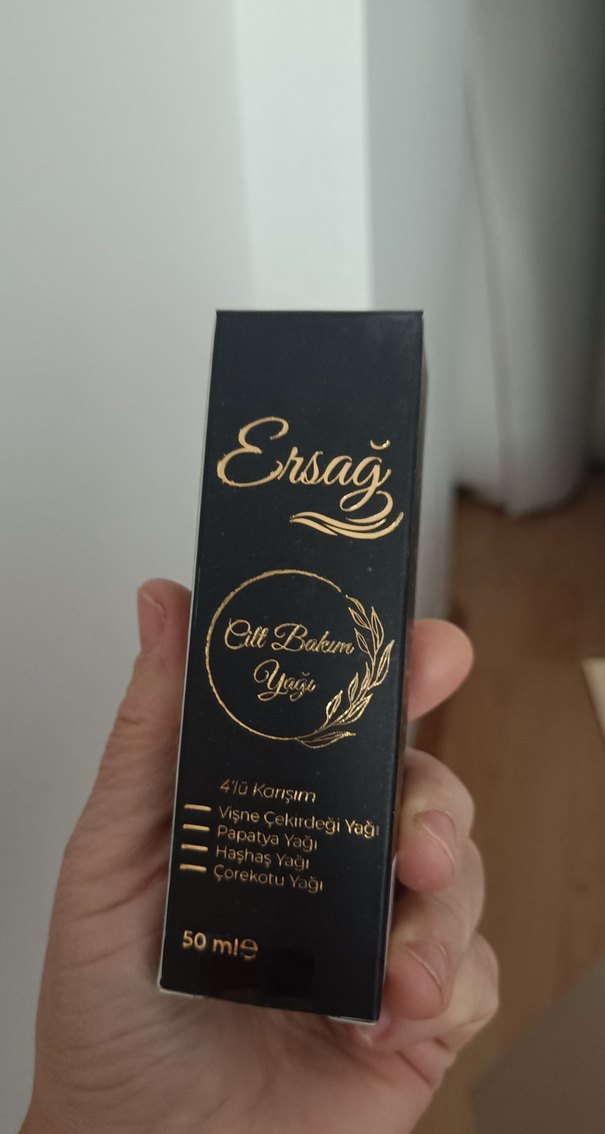 Ersağ
Cilt Bakım
Yağı
4'lü Karışım
Vişne Çekirdeği Yağı
Papatya Yağı
Haşhaş Yağı
Çörekotu Yağı
50 ml℮